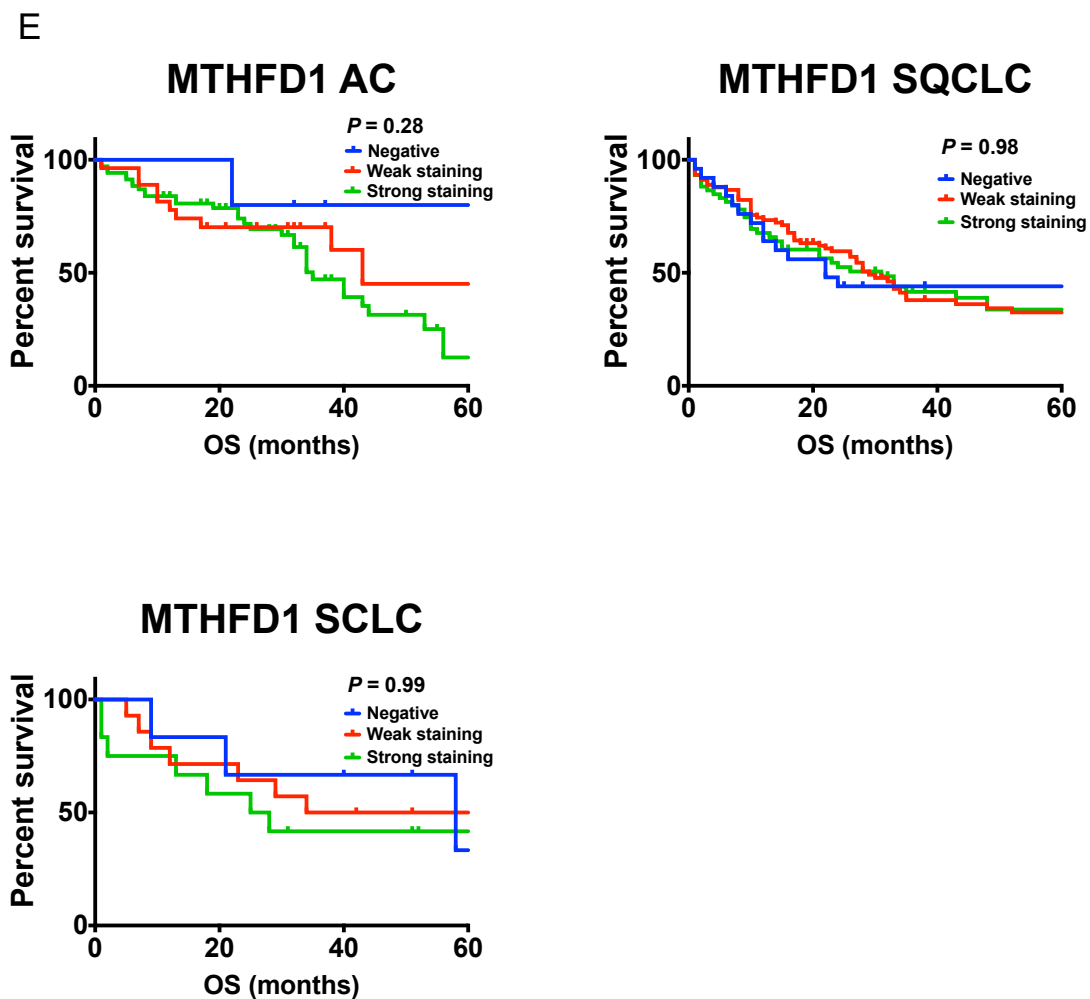 E
MTHFD1 AC
P = 0.28
Negative
Weak staining
Strong staining
Percent survival
100
50
0
0 20 40 60
OS (months)
MTHFD1 SQCLC
P = 0.98
Negative
Weak staining
Strong staining
Percent survival
100
50
0
0 20 40 60
OS (months)
MTHFD1 SCLC
P = 0.99
Negative
Weak staining
Strong staining
Percent survival
100
50
0
0 20 40 60
OS (months)